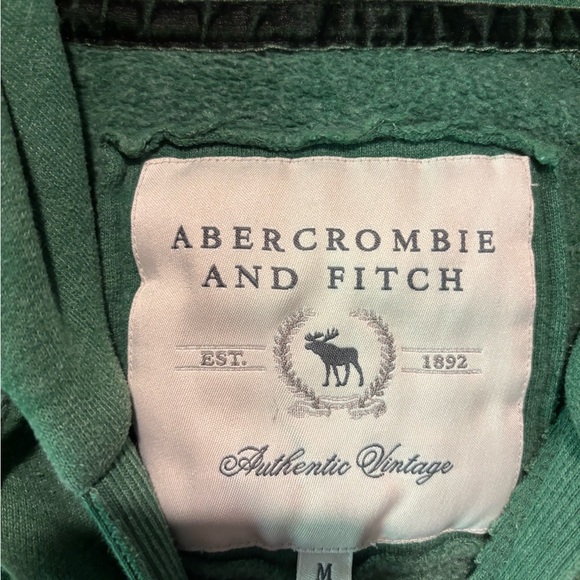 ABERCROMBIE
AND FITCH
EST. 1892
Authentic Vintage
M